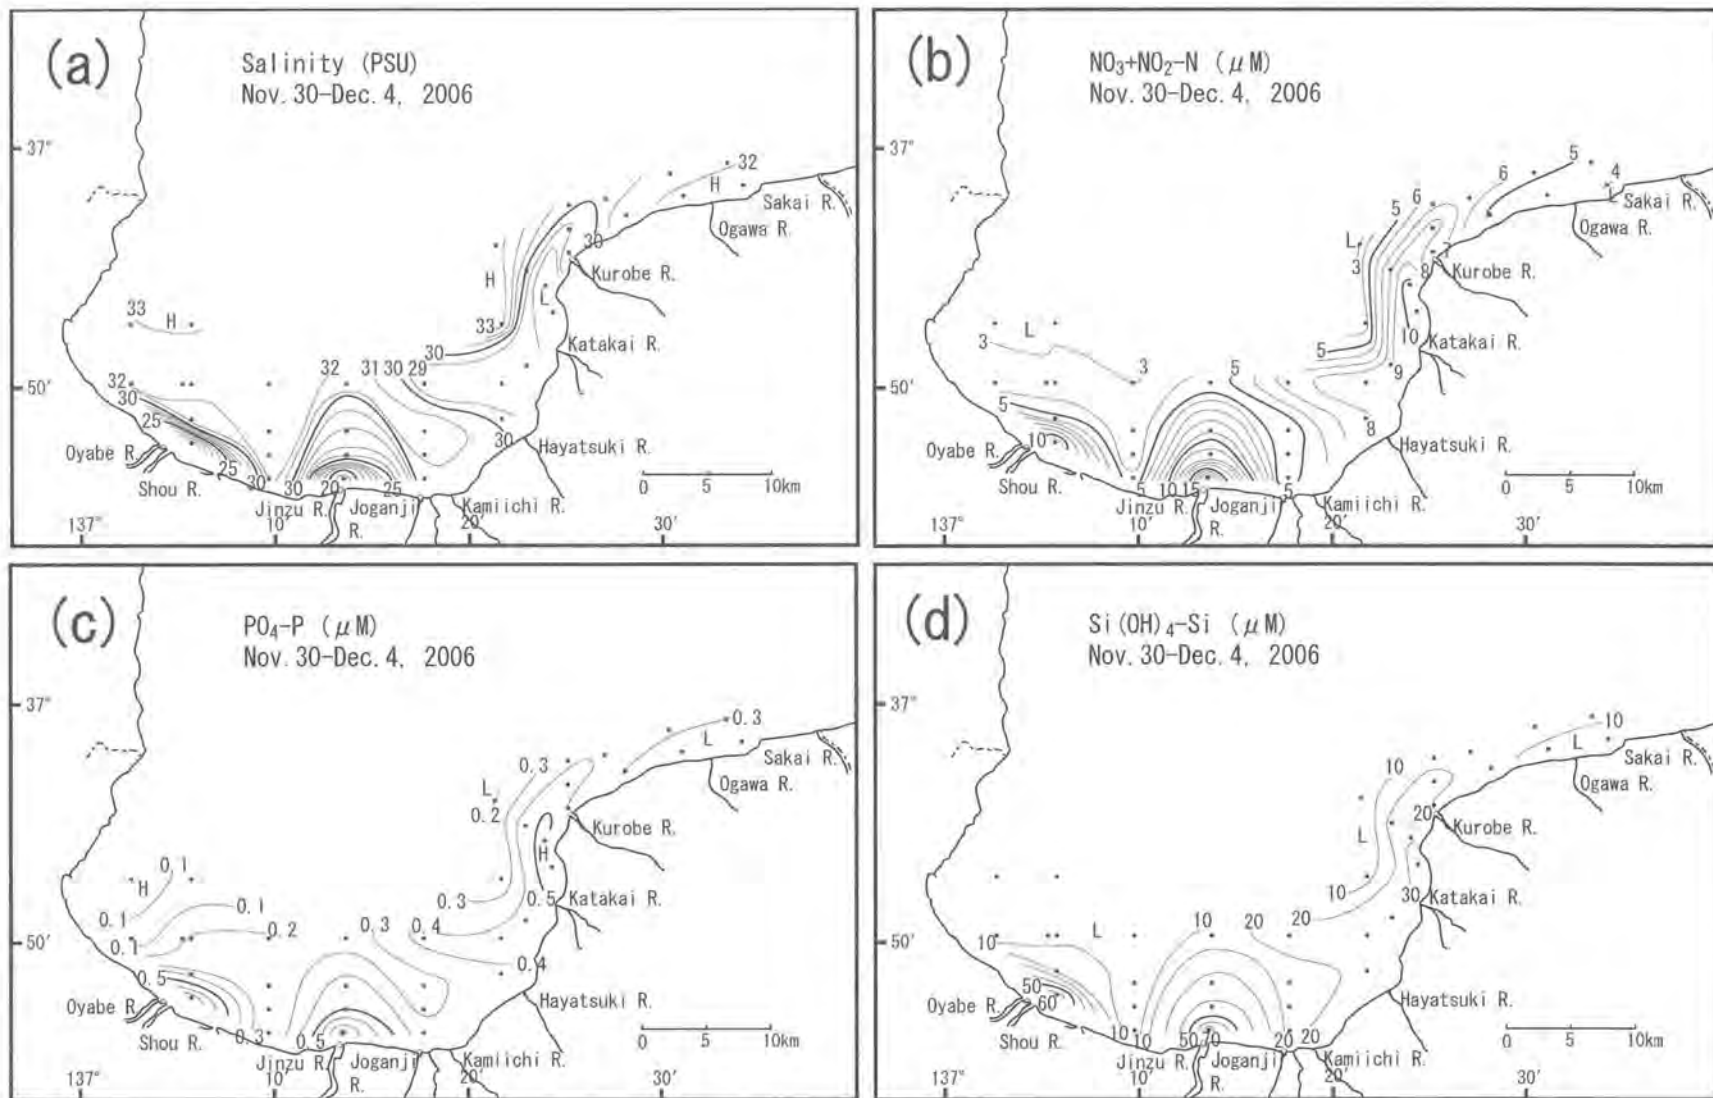 (a)
Salinity (PSU)
Nov. 30-Dec. 4, 2006
37°
32
H
Sakai R.
Ogawa R.
30
Kurobe R.
H
L
33
H
33
30
Katakai R.
32
31
30
29
50'
32
30
25
30
Hayatsuki R.
Oyabe R.
25
Shou R.
30
30
20
25
0
5
10km
Jinzu R.
Joganji
R.
Kamiichi R.
137°
10'
20'
30'
(b)
NO₃+NO₂-N (μM)
Nov. 30-Dec. 4, 2006
37°
5
6
4
L
Sakai R.
Ogawa R.
5
6
L
3
7
8
Kurobe R.
L
3
10
5
Katakai R.
9
50'
3
5
5
8
10
Hayatsuki R.
Oyabe R.
Shou R.
5
10
15
5
0
5
10km
Jinzu R.
Joganji
R.
Kamiichi R.
137°
10'
20'
30'
(c)
PO₄-P (μM)
Nov. 30-Dec. 4, 2006
37°
0.3
L
Sakai R.
Ogawa R.
0.3
L
0.2
Kurobe R.
H
0.1
H
0.5
Katakai R.
0.3
0.1
0.1
0.2
0.3
0.4
50'
0.1
0.4
0.5
Oyabe R.
Hayatsuki R.
Shou R.
0.3
0.5
0
5
10km
Jinzu R.
Joganji
R.
Kamiichi R.
137°
10'
20'
30'
(d)
Si(OH)₄-Si (μM)
Nov. 30-Dec. 4, 2006
37°
10
L
Sakai R.
Ogawa R.
10
20
Kurobe R.
L
10
30
Katakai R.
20
10
20
50'
10
L
50
60
Oyabe R.
Hayatsuki R.
Shou R.
10
10
50
20
20
0
5
10km
Jinzu R.
Joganji
R.
Kamiichi R.
137°
10'
20'
30'